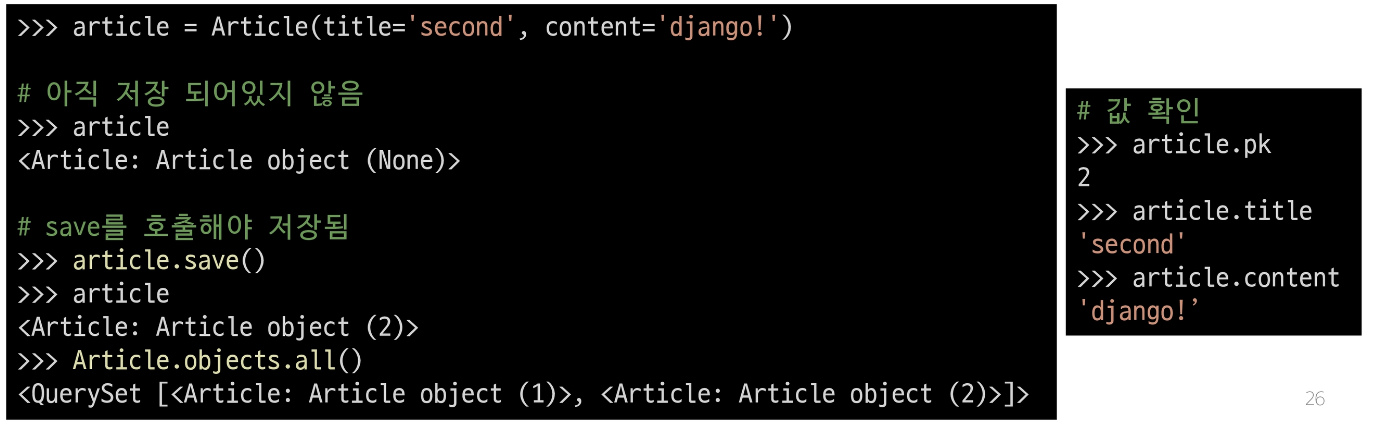 >>> article = Article(title='second', content='django!')
# 아직 저장 되어있지 않음
>>> article
<Article: Article object (None)>
# save를 호출해야 저장됨
>>> article.save()
>>> article
<Article: Article object (2)>
>>> Article.objects.all()
<QuerySet [<Article: Article object (1)>, <Article: Article object (2)>]>
# 값 확인
>>> article.pk
2
>>> article.title
'second'
>>> article.content
'django!’
26